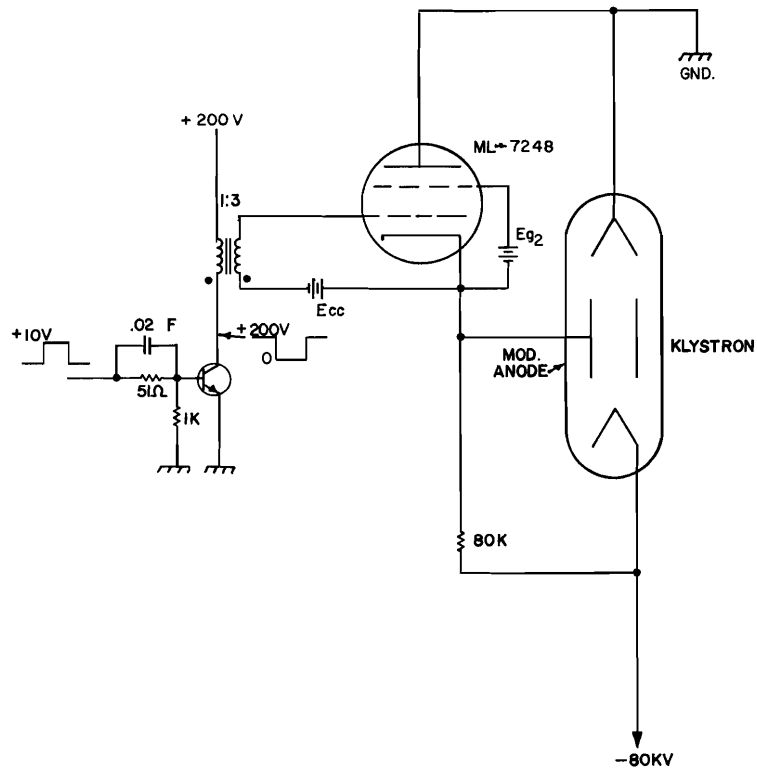 GND.
ML-7248
+200 V
1:3
Eg2
Ecc
+10V
.02 F
+200V
0
51Ω
1K
MOD.
ANODE
KLYSTRON
80K
-80KV